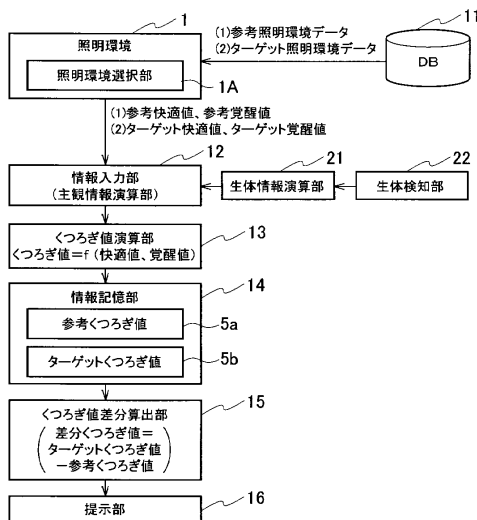 1
照明環境
照明環境選択部
1A
(1)参考照明環境データ
(2)ターゲット照明環境データ
11
DB
(1)参考快適値、参考覚醒値
(2)ターゲット快適値、ターゲット覚醒値
12
情報入力部
(主観情報演算部)
21
生体情報演算部
22
生体検知部
くつろぎ値演算部
くつろぎ値=f (快適値、覚醒値)
13
情報記憶部
14
参考くつろぎ値
5a
ターゲットくつろぎ値
5b
くつろぎ値差分算出部
差分くつろぎ値=
ターゲットくつろぎ値
-参考くつろぎ値
15
提示部
16